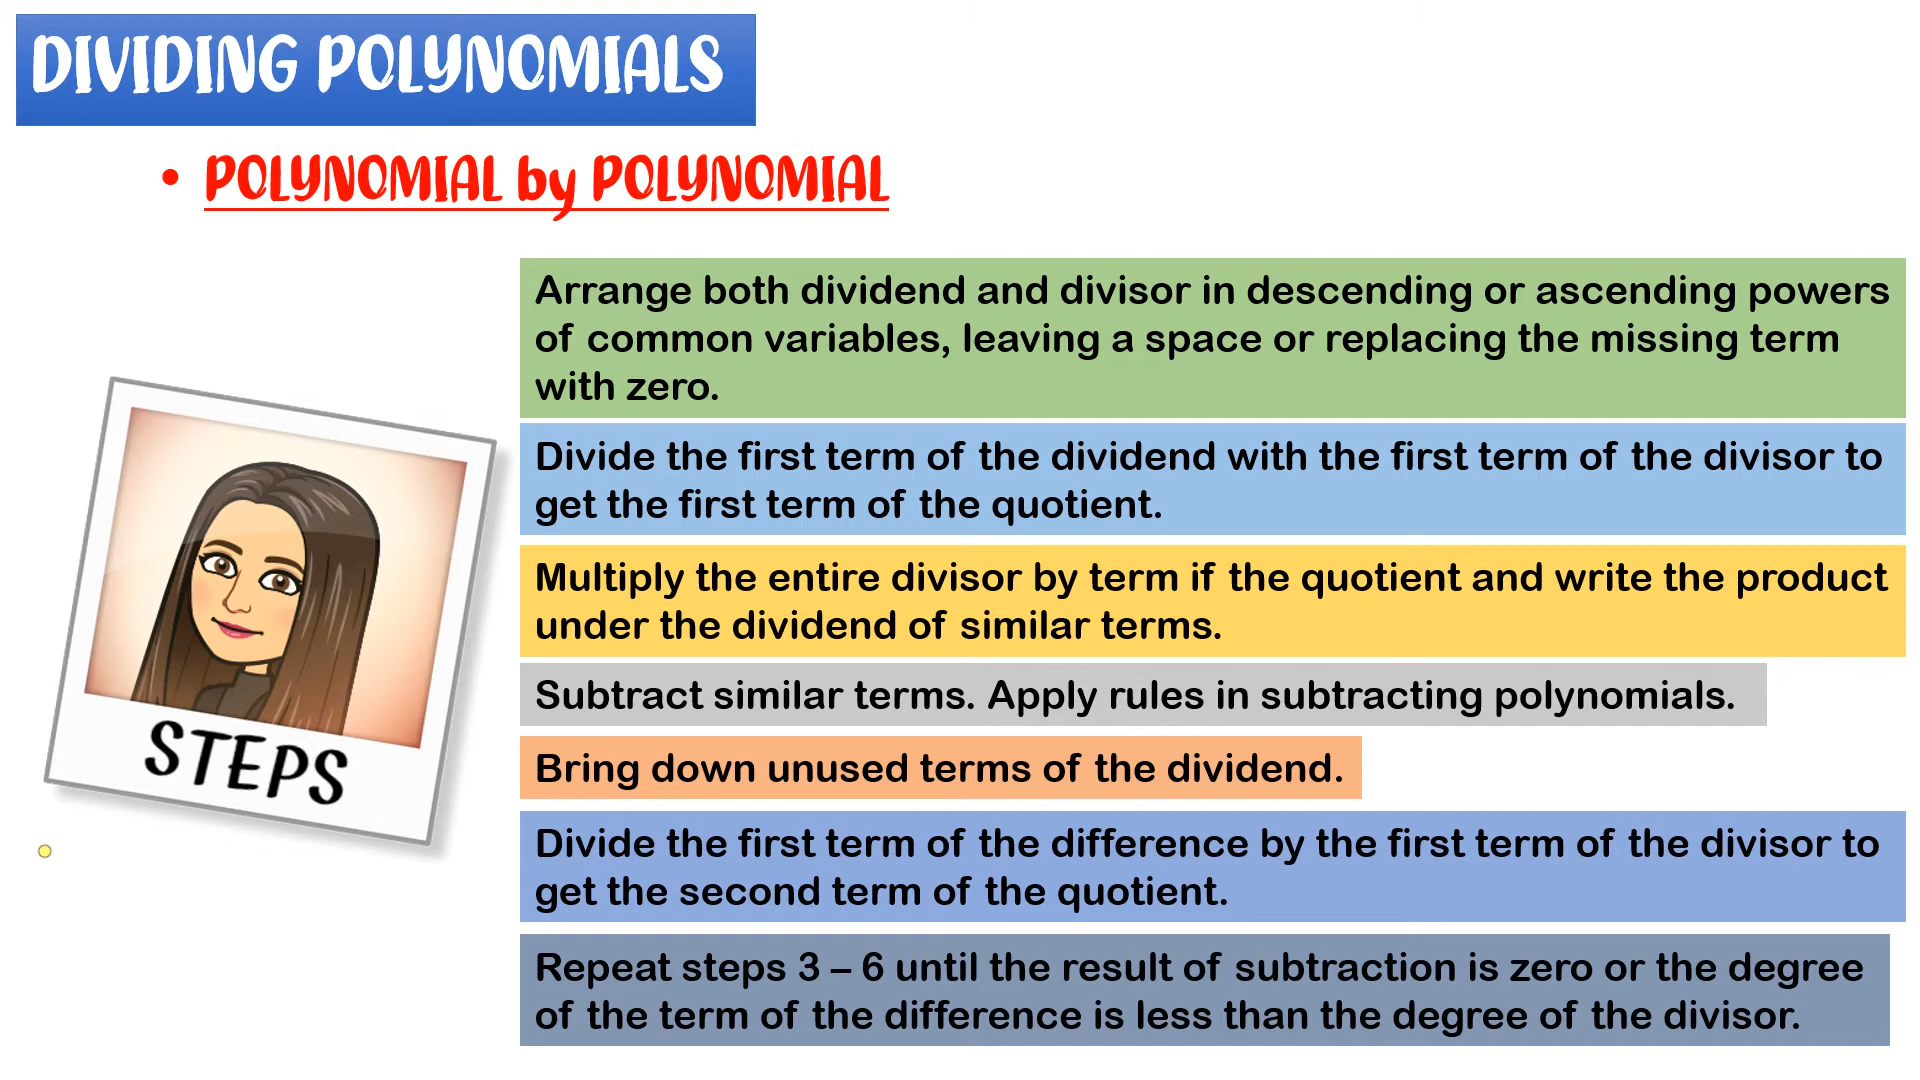 DIVIDING POLYNOMIALS
• POLYNOMIAL by POLYNOMIAL
Arrange both dividend and divisor in descending or ascending powers
of common variables, leaving a space or replacing the missing term
with zero.
Divide the first term of the dividend with the first term of the divisor to
get the first term of the quotient.
Multiply the entire divisor by term if the quotient and write the product
under the dividend of similar terms.
Subtract similar terms. Apply rules in subtracting polynomials.
Bring down unused terms of the dividend.
Divide the first term of the difference by the first term of the divisor to
get the second term of the quotient.
Repeat steps 3 – 6 until the result of subtraction is zero or the degree
of the term of the difference is less than the degree of the divisor.
STEPS